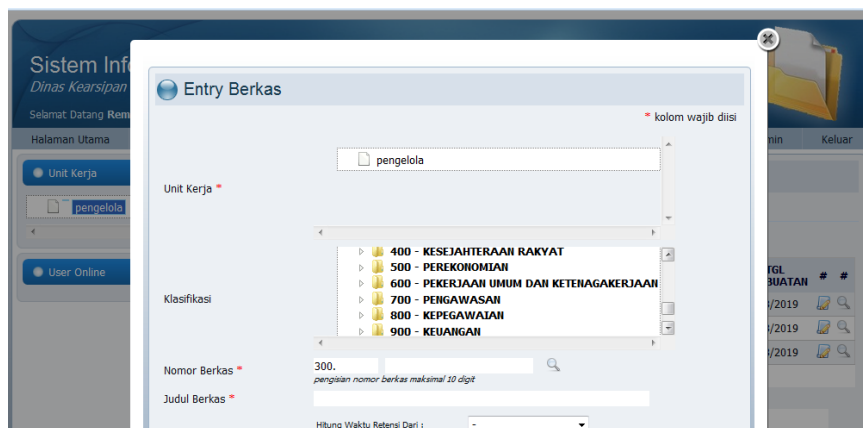 Sistem Info
Dinas Kearsipan
Selamat Datang Rem
Halaman Utama
min
Keluar
Unit Kerja
pengelola
User Online
Entry Berkas
* kolom wajib diisi
Unit Kerja *
pengelola
Klasifikasi
400 - KESEJAHTERAAN RAKYAT
500 - PEREKONOMIAN
600 - PEKERJAAN UMUM DAN KETENAGAKERJAAN
700 - PENGAWASAN
800 - KEPEGAWAIAN
900 - KEUANGAN
Nomor Berkas *
300.
pengisian nomor berkas maksimal 10 digit
Judul Berkas *
Hitung Waktu Retensi Dari :
-
TGL
BUATAN
# #
/2019
/2019
/2019